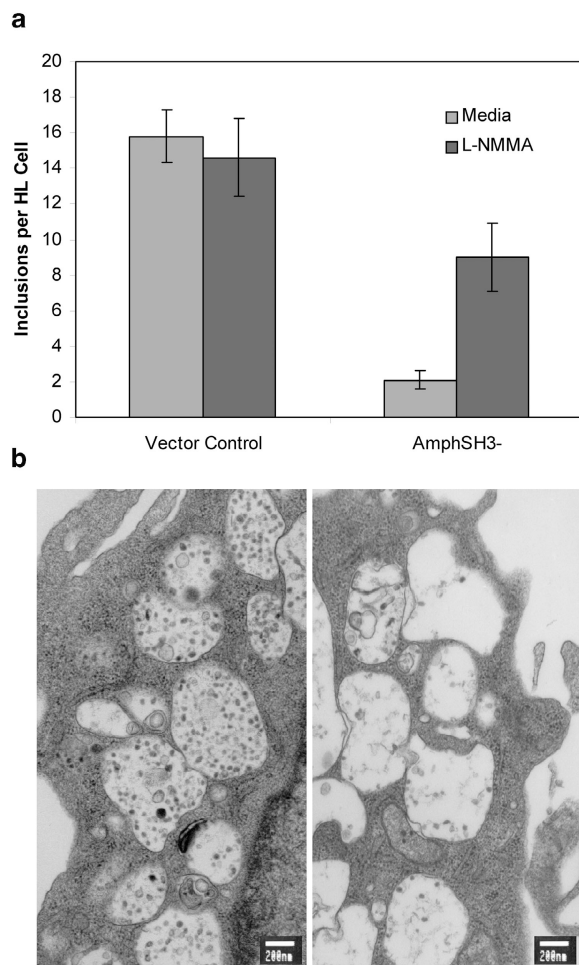 a
20
18
16
14
12
10
8
6
4
2
0
Inclusions per HL Cell
Media
L-NMMA
Vector Control
AmphSH3-
b
200nm
200nm